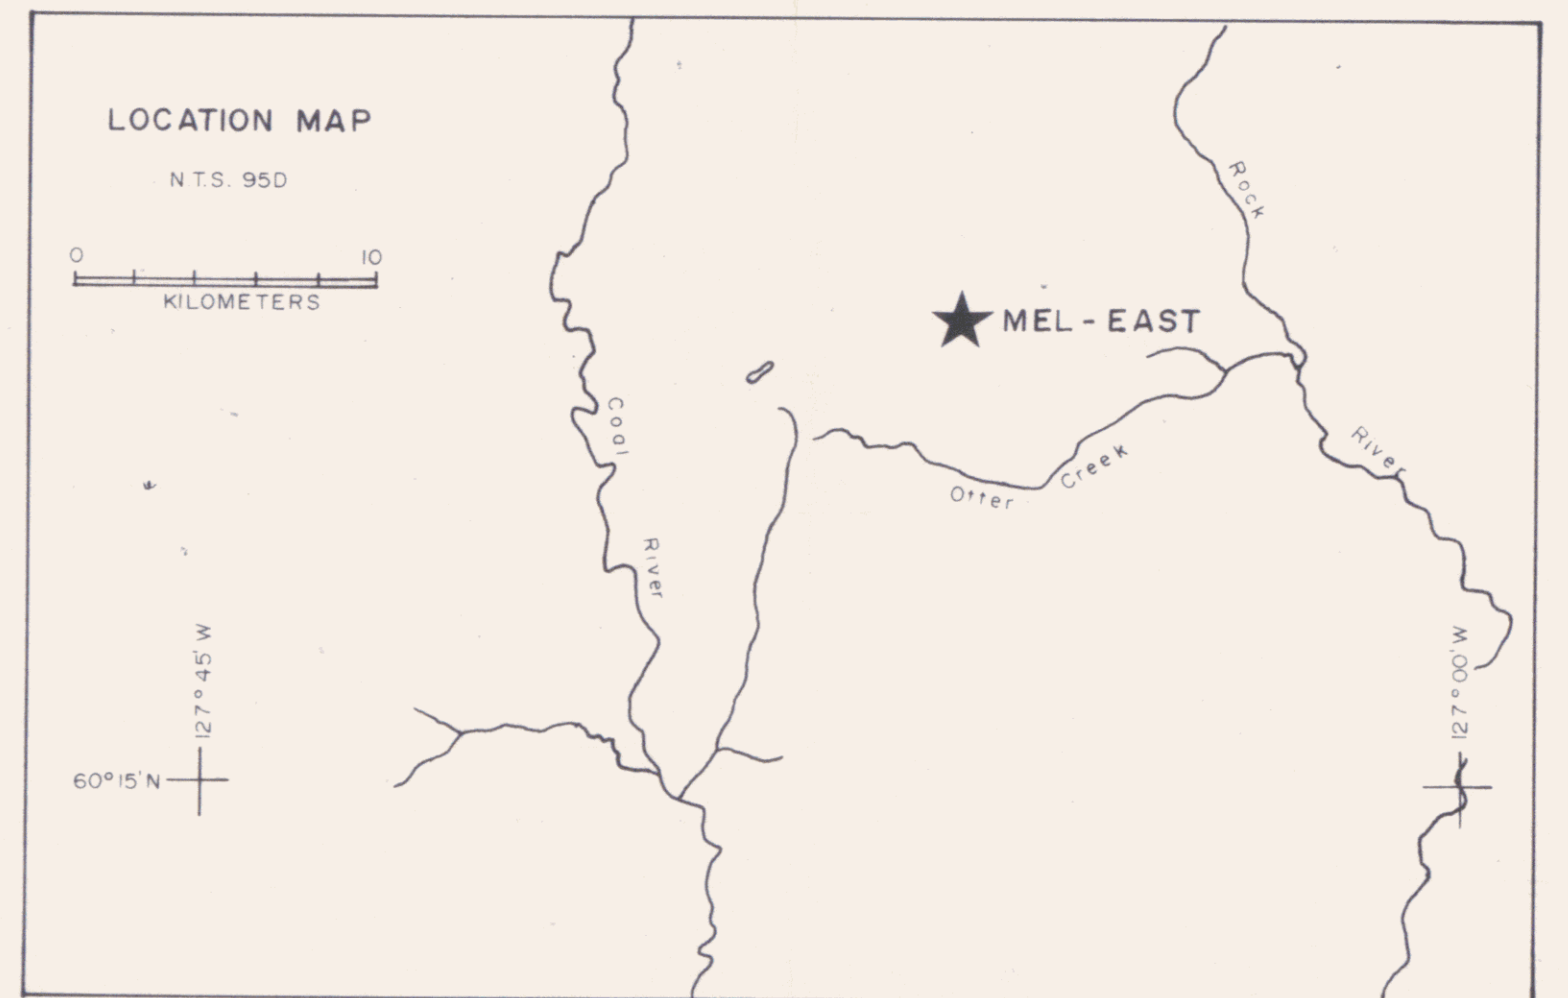 LOCATION MAP
N.T.S. 95D
0 10
KILOMETERS
Rock
MEL-EAST
Coal
River
Otter Creek
River
127°45'W
127°00'W
60°15'N